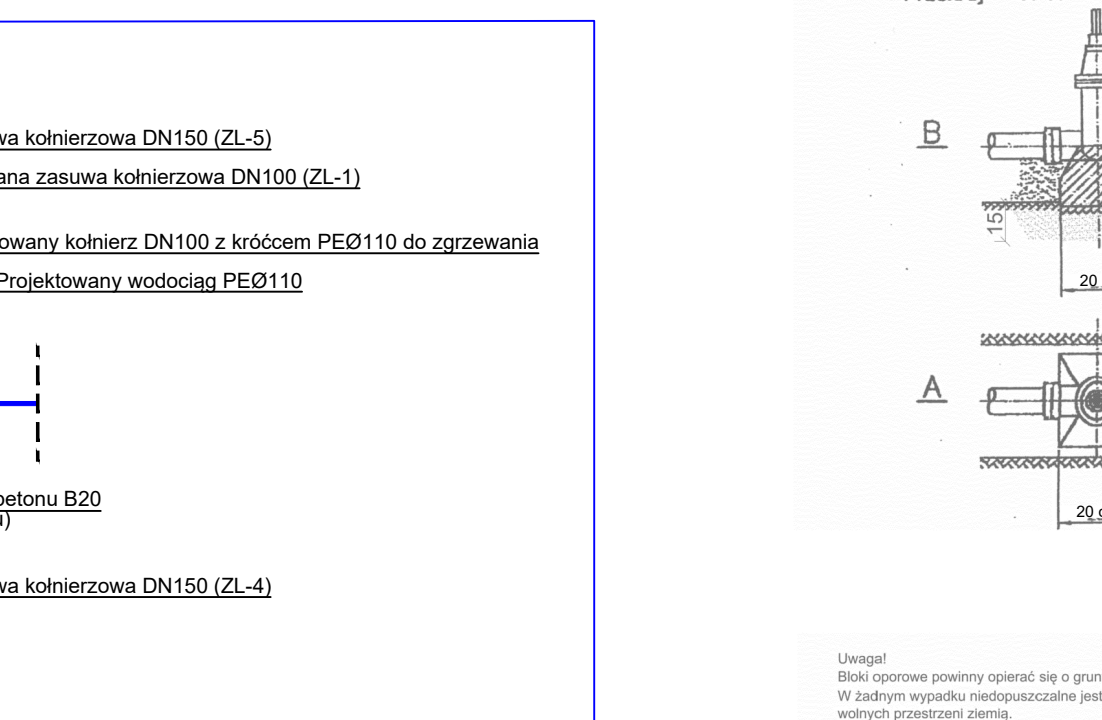 wa kołnierzowa DN150 (ZL-5)
ana zasuwa kołnierzowa DN100 (ZL-1)
owany kołnierz DN100 z króćcem PEØ110 do zgrzewania
Projektowany wodociąg PEØ110
betonu B20
u)
wa kołnierzowa DN150 (ZL-4)
B
15
20
A
20
Uwaga!
Bloki oporowe powinny opierać się o grun
W żadnym wypadku niedopuszczalne jest
wolnych przestrzeni ziemią.